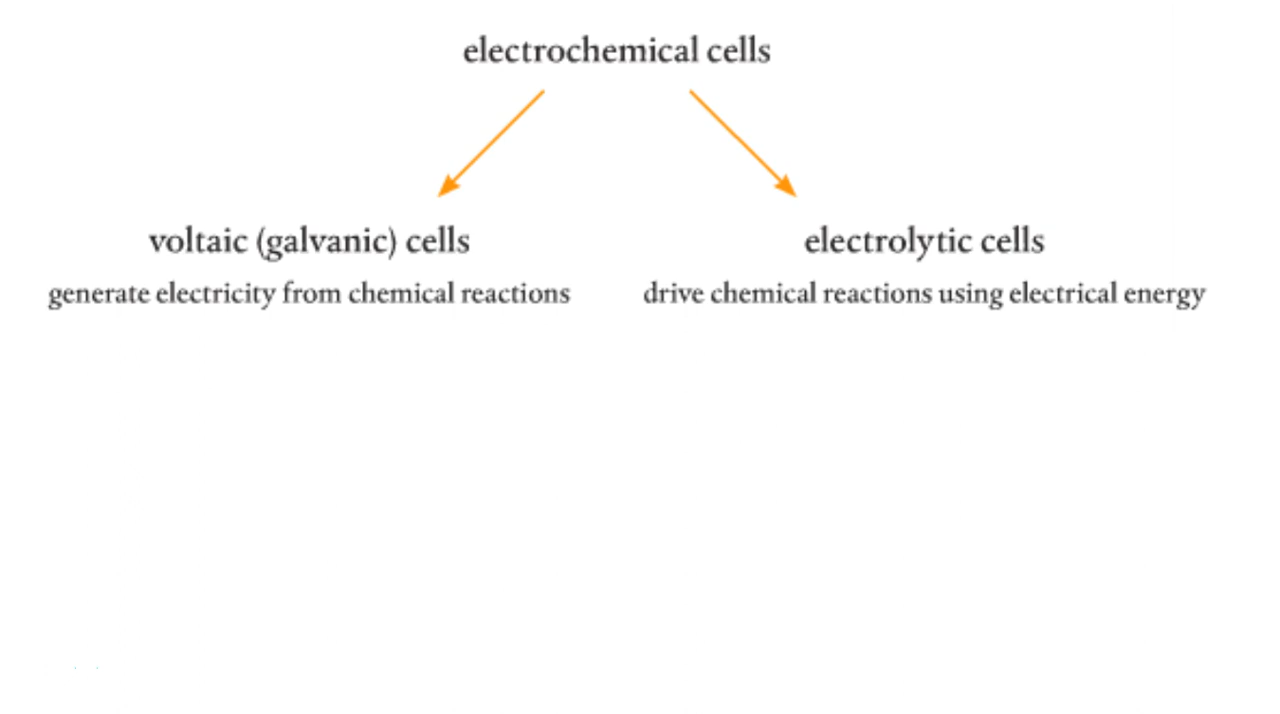 electrochemical cells
voltaic (galvanic) cells
generate electricity from chemical reactions
electrolytic cells
drive chemical reactions using electrical energy